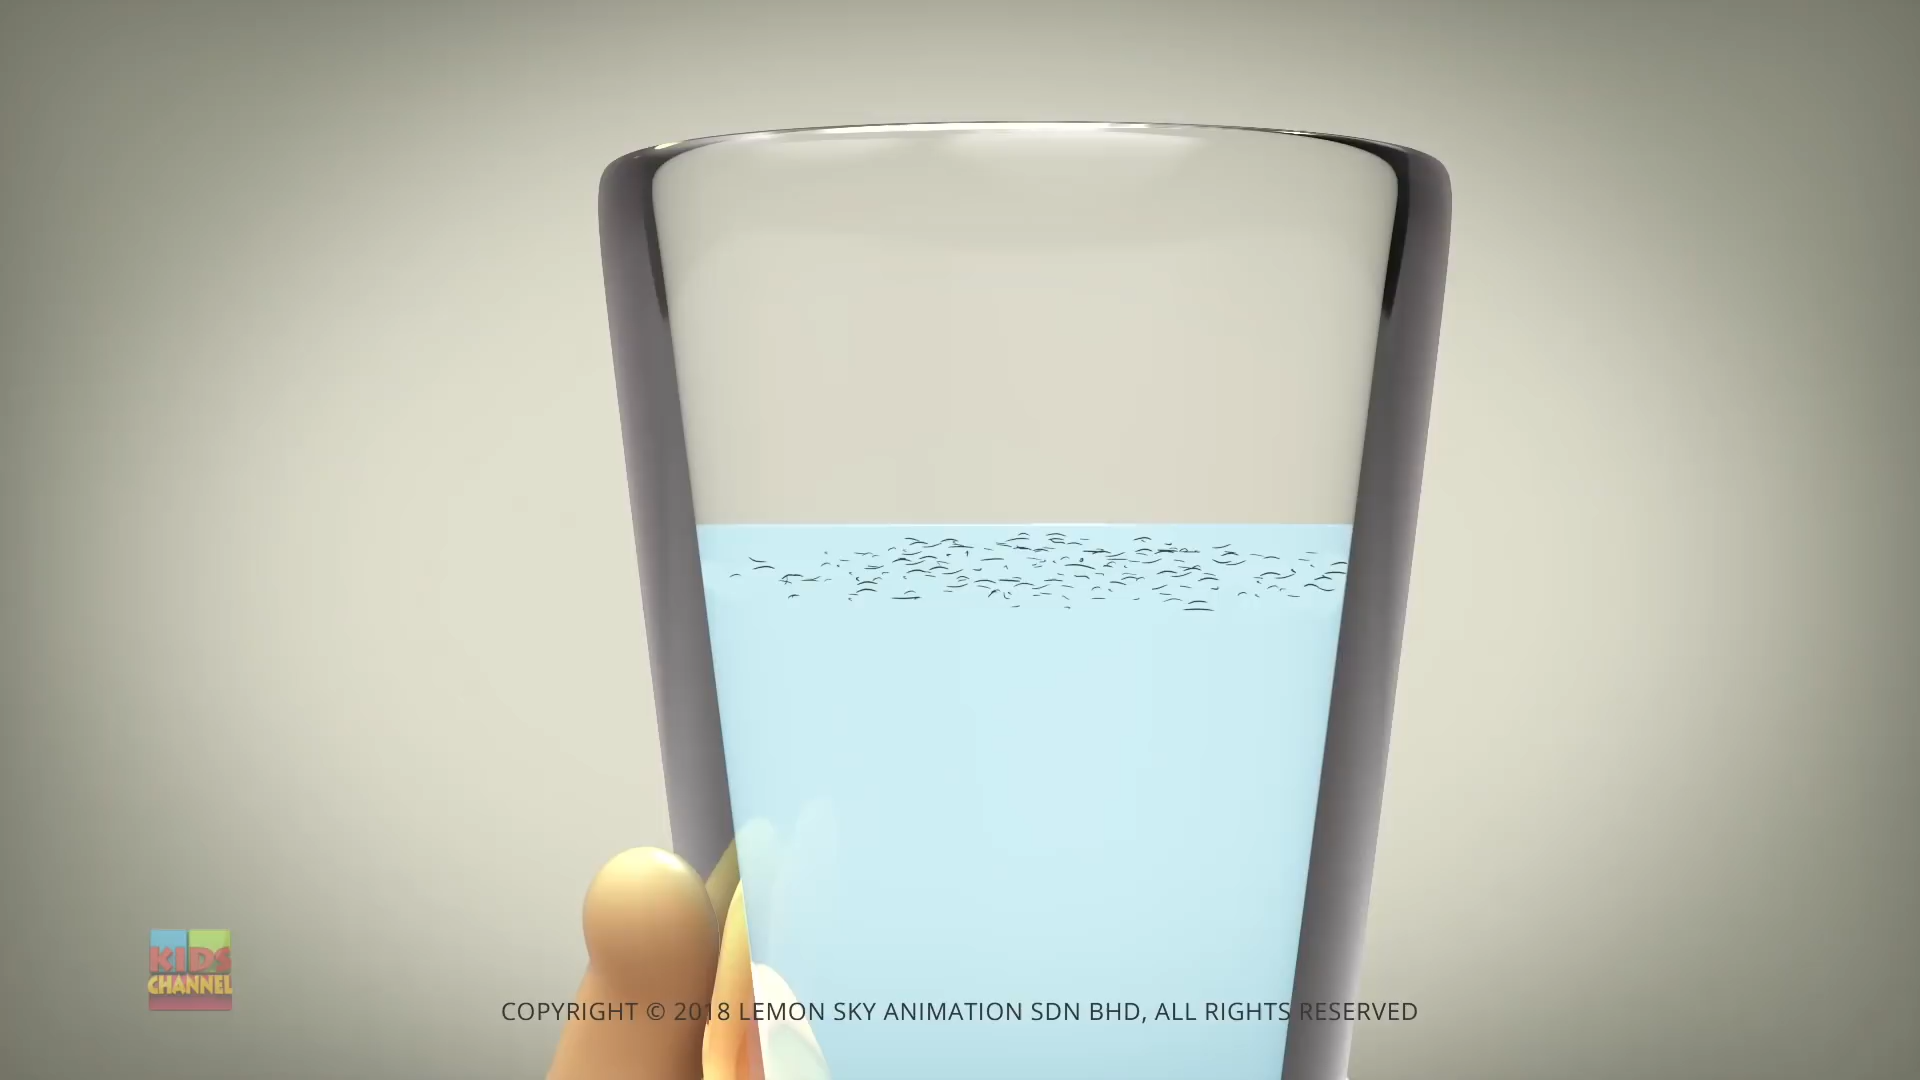 KIDS
CHANNEL
COPYRIGHT © 2018 LEMON SKY ANIMATION SDN BHD, ALL RIGHTS RESERVED